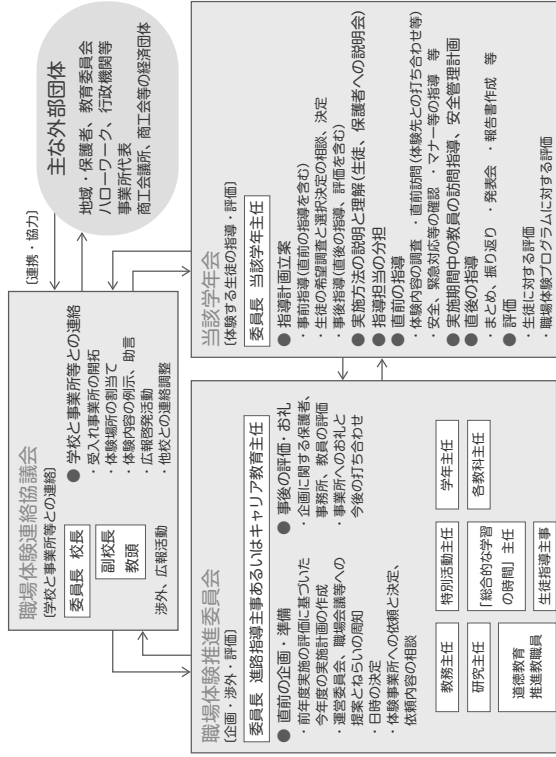 職場体験連絡協議会
〔学校と事業所等との連絡〕
委員長 校長
副校長
教頭
渉外、広報活動
● 学校と事業所等との連絡
・受入れ事業所の開拓
・体験場所の割当て
・体験内容の例示、助言
・広報啓発活動
・他校との連絡調整
〔連携・協力〕
主な外部団体
地域・保護者、教育委員会
ハローワーク、行政機関等
事業所代表
商工会議所、商工会等の経済団体
職場体験推進委員会
〔企画・渉外・評価〕
委員長 進路指導主事あるいはキャリア教育主任
● 直前の企画・準備
・前年度実施の評価に基づいた
今年度の実施計画の作成
・運営委員会、職場会議等への
提案とねらいの周知
・日時の決定
・体験事業所への依頼と決定、
依頼内容の相談
● 事後の評価・お礼
・企画に関する保護者、
事務所、教員の評価
・事業所へのお礼と
今後の打ち合わせ
教務主任
特別活動主任
学年主任
研究主任
「総合的な学習
の時間」主任
各教科主任
道徳教育
推進教職員
生徒指導主事
当該学年会
〔体験する生徒の指導・評価〕
委員長 当該学年主任
● 指導計画立案
・事前指導(直前の指導を含む)
・生徒の希望調査と選択決定の相談、決定
・事後指導(直後の指導、評価を含む)
● 実施方法の説明と理解(生徒、保護者への説明会)
● 指導担当の分担
● 直前の指導
・体験内容の調査 ・直前訪問(体験先との打ち合わせ等)
・安全、緊急対応等の確認 ・マナー等の指導 等
● 実施期間中の教員の訪問指導、安全管理計画
● 直後の指導
・まとめ、振り返り ・発表会 ・報告書作成 等
● 評価
・生徒に対する評価
・職場体験プログラムに対する評価